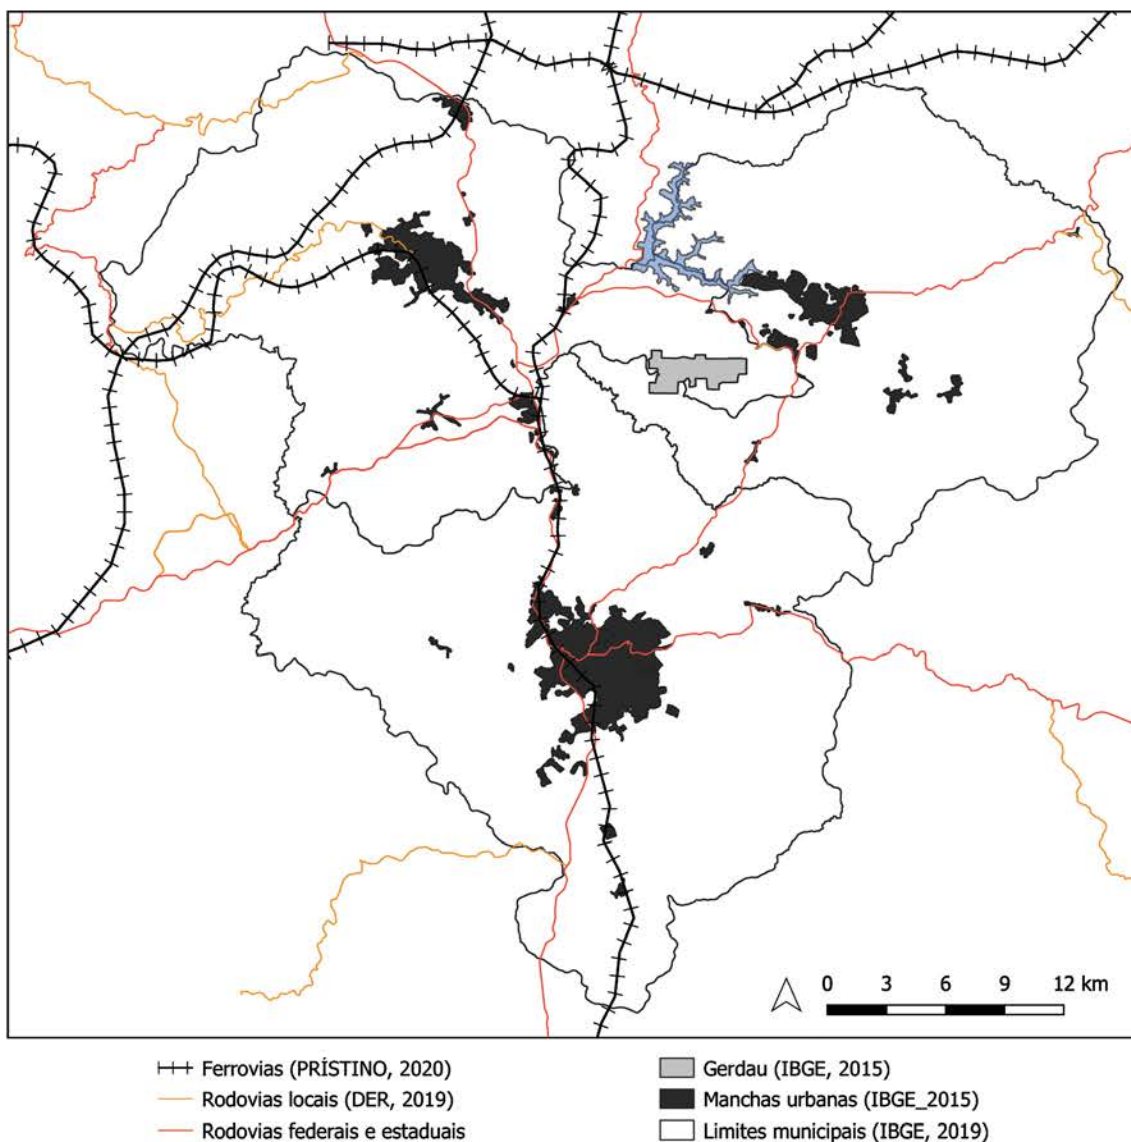 0 3 6 9 12 km
Ferrovias (PRÍSTINO, 2020)
Rodovias locais (DER, 2019)
Rodovias federais e estaduais
Gerdau (IBGE, 2015)
Manchas urbanas (IBGE_2015)
Limites municipais (IBGE, 2019)